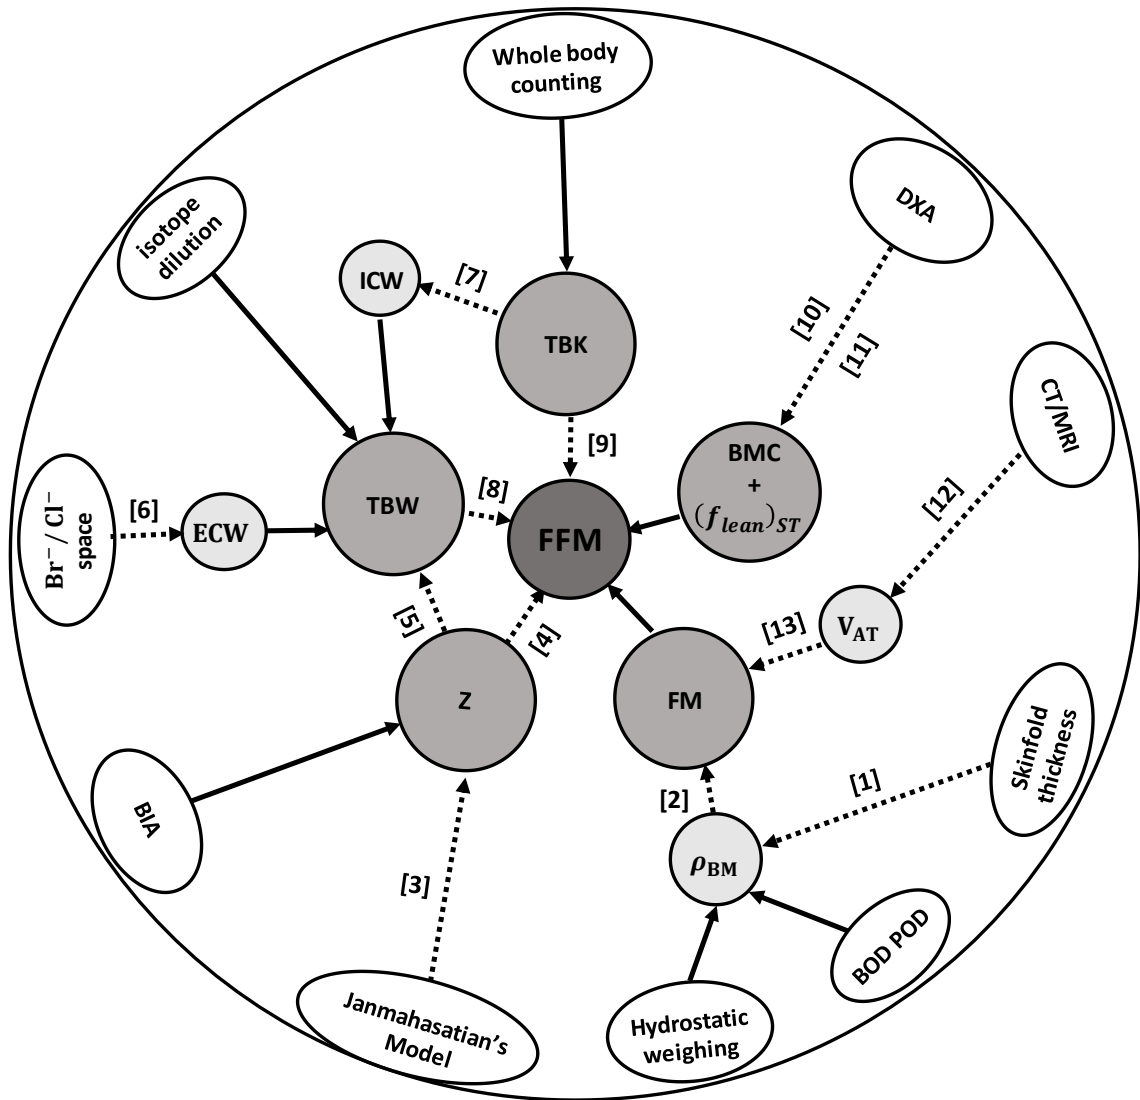 Whole body
counting
DXA
isotope
dilution
ICW
[7]
TBK
[10]
[11]
CT/MRI
[9]
BMC
+
(f_lean)_ST
[12]
Br⁻/Cl⁻
space
[6]
ECW
TBW
[8]
FFM
[5]
[4]
[13]
V_AT
Z
FM
Skinfold
thickness
[1]
[2]
BIA
ρ_BM
[3]
BOD POD
Janmahasatian's
Model
Hydrostatic
weighing